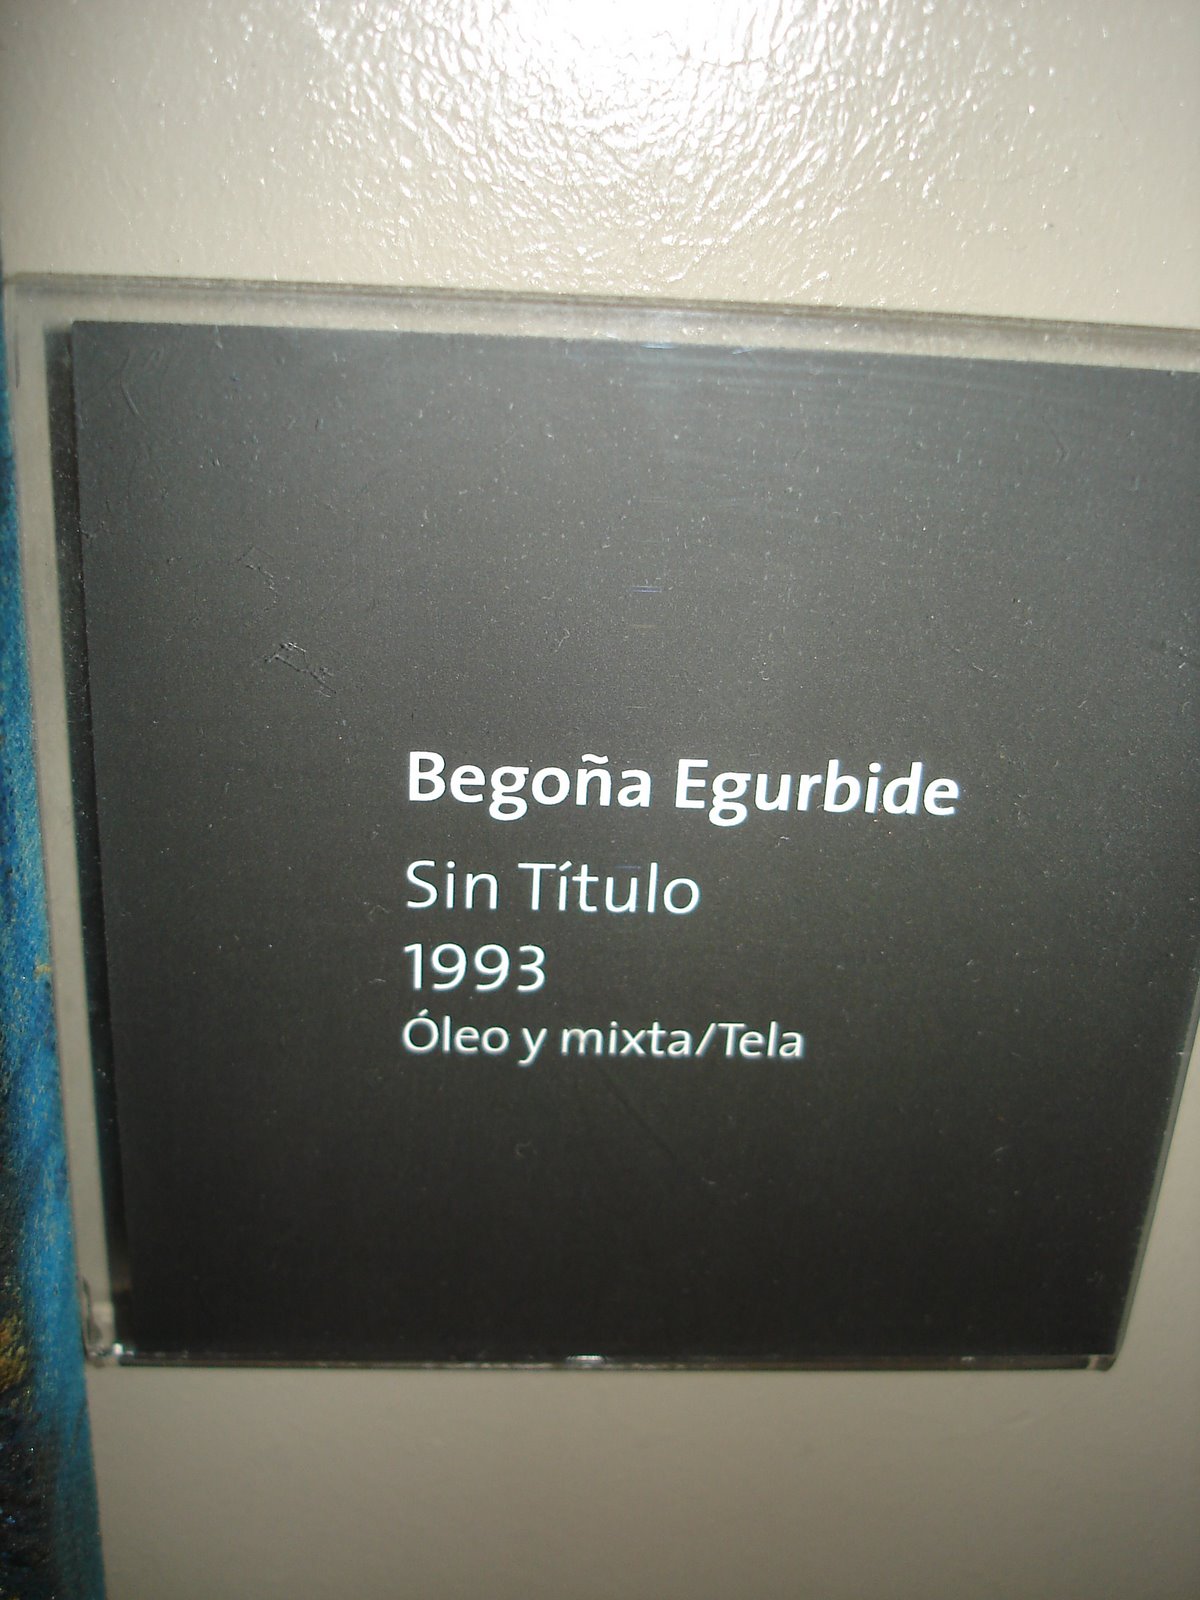 Begoña Egurbide
Sin Título
1993
Óleo y mixta/Tela